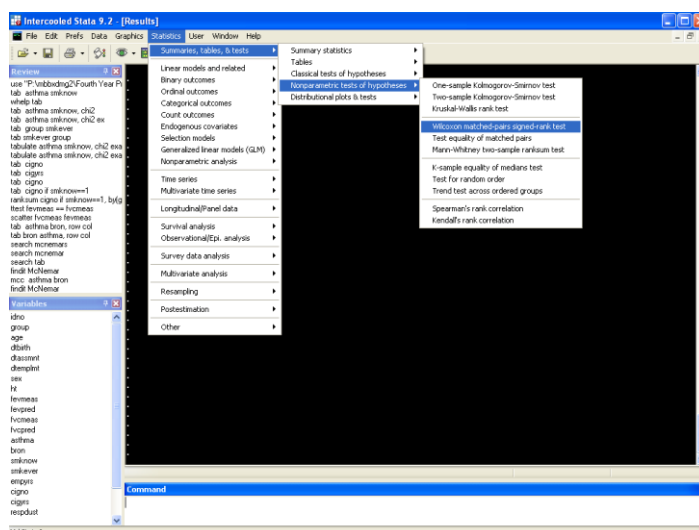 Intercooled Stata 9.2 - [Results]
File Edit Prefs Data Graphics Statistics User Window Help
Summaries, tables, & tests
Linear models and related
Binary outcomes
Ordinal outcomes
Categorical outcomes
Count outcomes
Endogenous covariates
Selection models
Generalized linear models (GLM)
Nonparametric analysis
Time series
Multivariate time series
Longitudinal/Panel data
Survival analysis
Observational/Epi. analysis
Survey data analysis
Multivariate analysis
Resampling
Postestimation
Other
Summary statistics
Tables
Classical tests of hypotheses
Nonparametric tests of hypotheses
Distributional plots & tests
One-sample Kolmogorov-Smirnov test
Two-sample Kolmogorov-Smirnov test
Kruskal-Wallis rank test
Wilcoxon matched-pairs signed-rank test
Test equality of matched pairs
Mann-Whitney two-sample ranksum test
K-sample equality of medians test
Test for random order
Trend test across ordered groups
Spearman's rank correlation
Kendall's rank correlation
Review
use "P:\mbbxdmg2\Fourth Year P
tab asthma smknow
whelp tab
tab asthma smknow, chi2
tab asthma smknow, chi2 ex
tab group smkever
tab smkever group
tabulate asthma smknow, chi2 exa
tabulate asthma smknow, chi2 exa
tab cigno
tab cigyrs
tab cigno
tab cigno if smknow==1
ranksum cigno if smknow==1, by(g
ttest fevmeas == fvcmeas
scatter fvcmeas fevmeas
tab asthma bron, row col
tab bron asthma, row col
search mcnemars
search mcnemar
search tab
findit McNemar
mcc asthma bron
findit McNemar
Variables
idno
group
age
dtbirth
dtassmnt
dtemplmt
sex
ht
fevmeas
fevpred
fvcmeas
fvcpred
asthma
bron
smknow
smkever
empyrs
cigno
cigyrs
respdust
Command